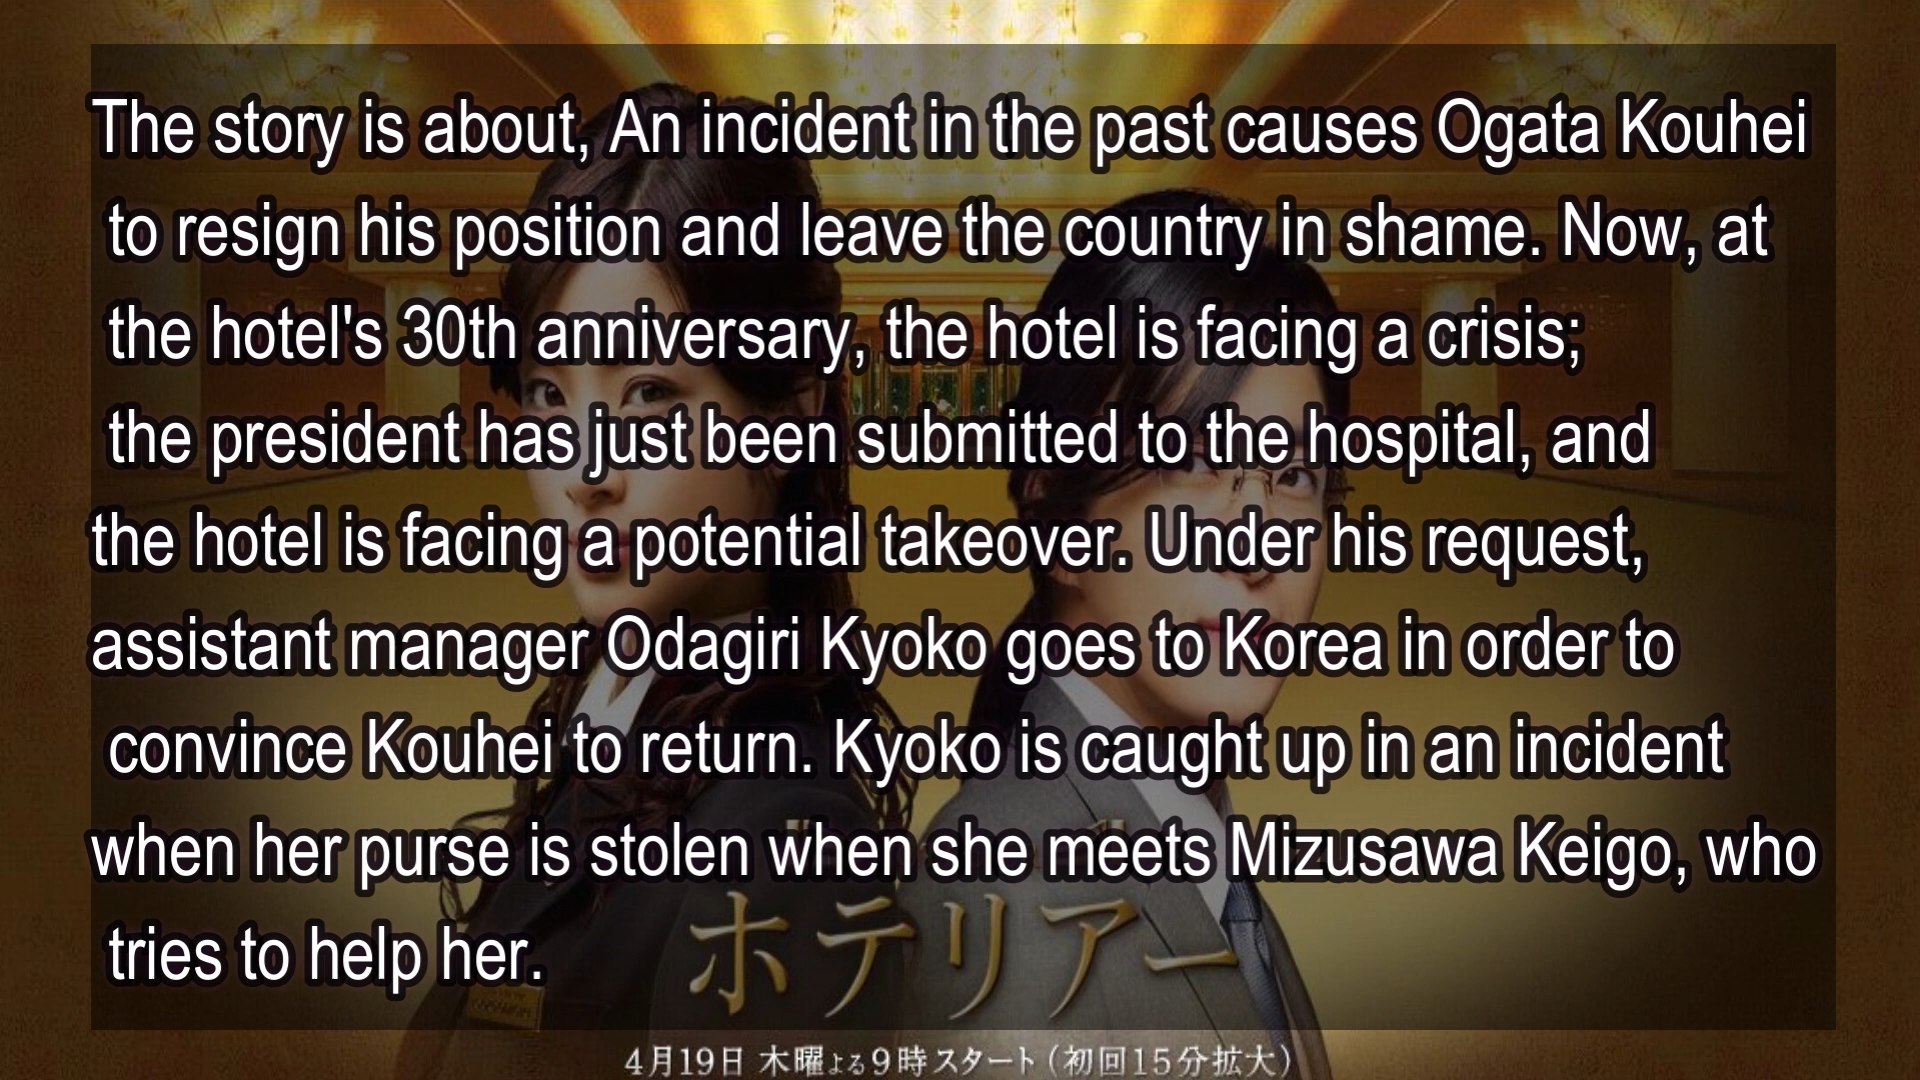 The story is about, An incident in the past causes Ogata Kouhei
to resign his position and leave the country in shame. Now, at
the hotel's 30th anniversary, the hotel is facing a crisis;
the president has just been submitted to the hospital, and
the hotel is facing a potential takeover. Under his request,
assistant manager Odagiri Kyoko goes to Korea in order to
convince Kouhei to return. Kyoko is caught up in an incident
when her purse is stolen when she meets Mizusawa Keigo, who
tries to help her.
ホテリアー
4月19日 木曜よる9時スタート（初回15分拡大）